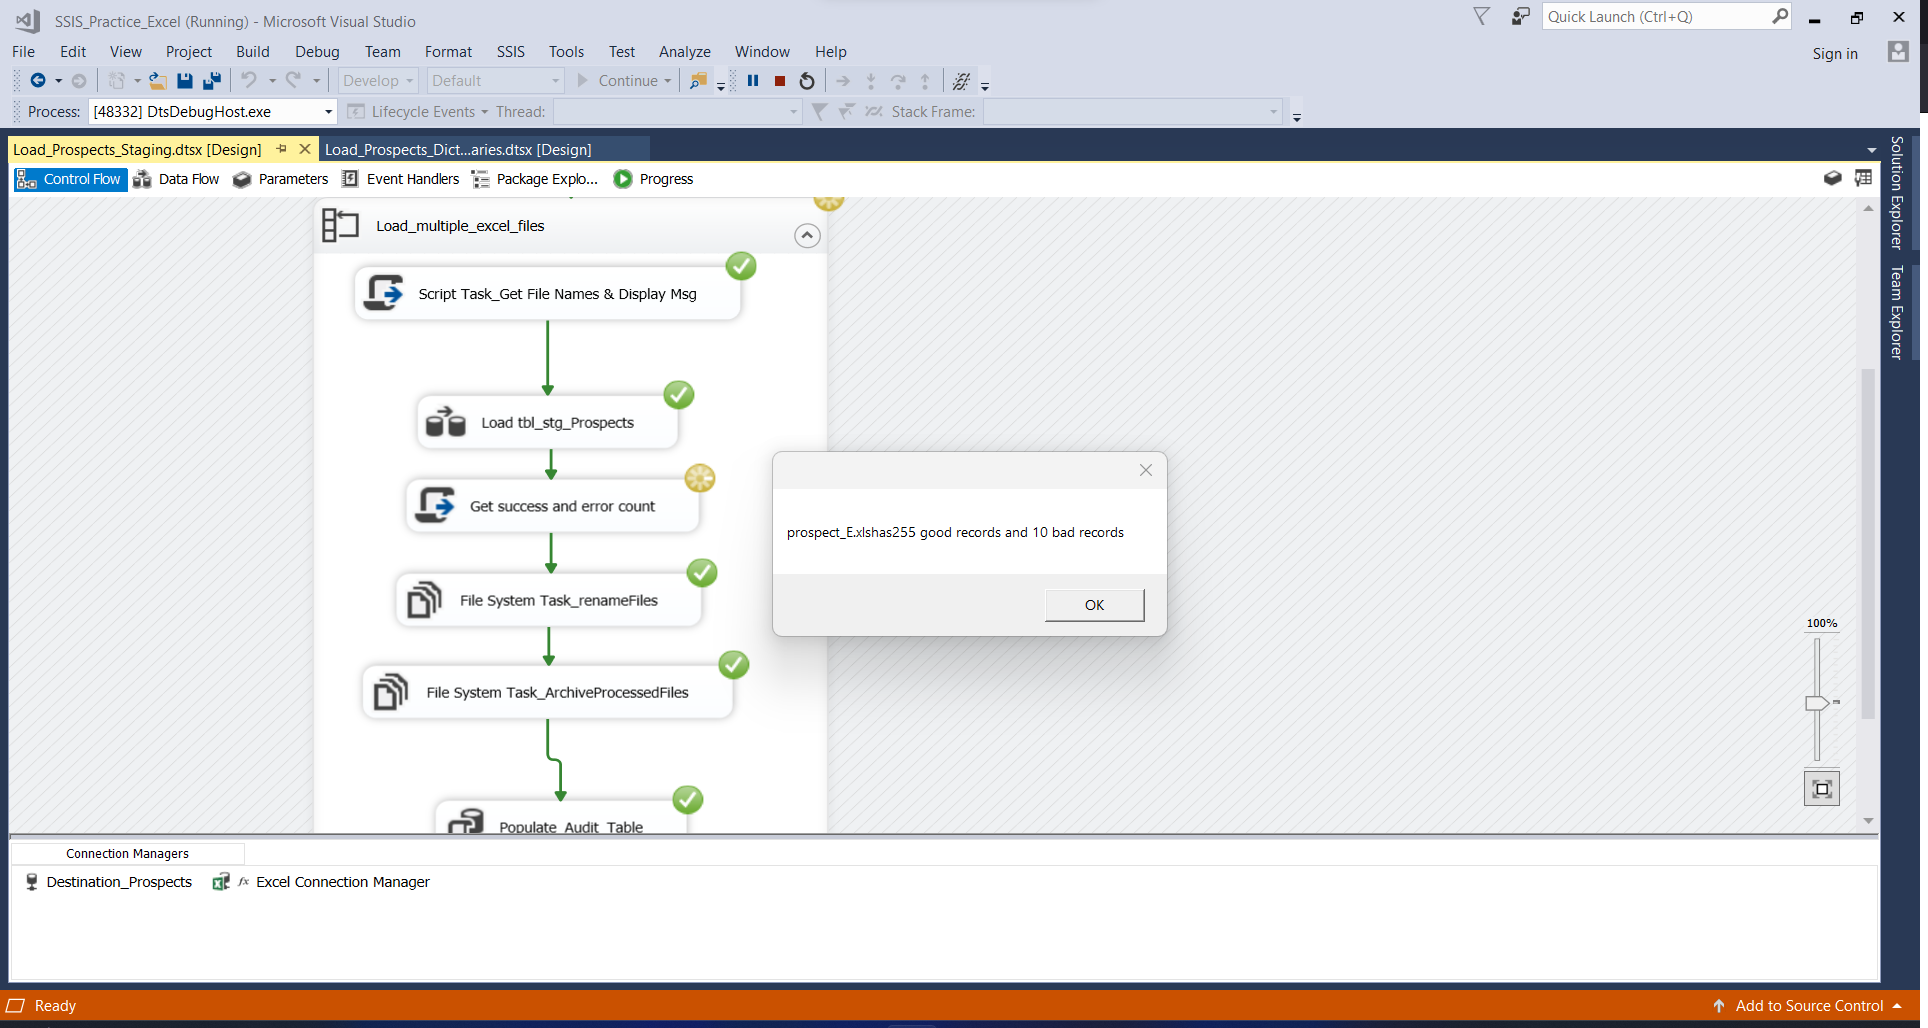 SSIS_Practice_Excel (Running) - Microsoft Visual Studio
Quick Launch (Ctrl+Q)
File Edit View Project Build Debug Team Format SSIS Tools Test Analyze Window Help
Sign in
Develop Default Continue
Process: [48332] DtsDebugHost.exe Lifecycle Events Thread: Stack Frame:
Load_Prospects_Staging.dtsx [Design] Load_Prospects_Dict...aries.dtsx [Design]
Control Flow Data Flow Parameters Event Handlers Package Explo... Progress
Solution Explorer
Team Explorer
Load_multiple_excel_files
Script Task_Get File Names & Display Msg
Load tbl_stg_Prospects
Get success and error count
prospect_E.xlshas255 good records and 10 bad records
OK
File System Task_renameFiles
100%
File System Task_ArchiveProcessedFiles
Populate_Audit_Table
Connection Managers
Destination_Prospects fx Excel Connection Manager
Ready
Add to Source Control